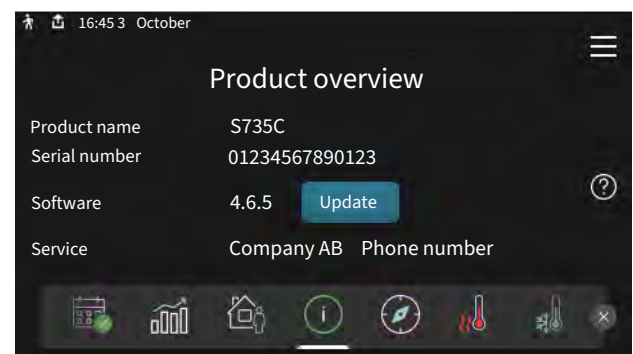 16:45 3 October
Product overview
Product name S735C
Serial number 01234567890123
Software 4.6.5 Update
Service Company AB Phone number